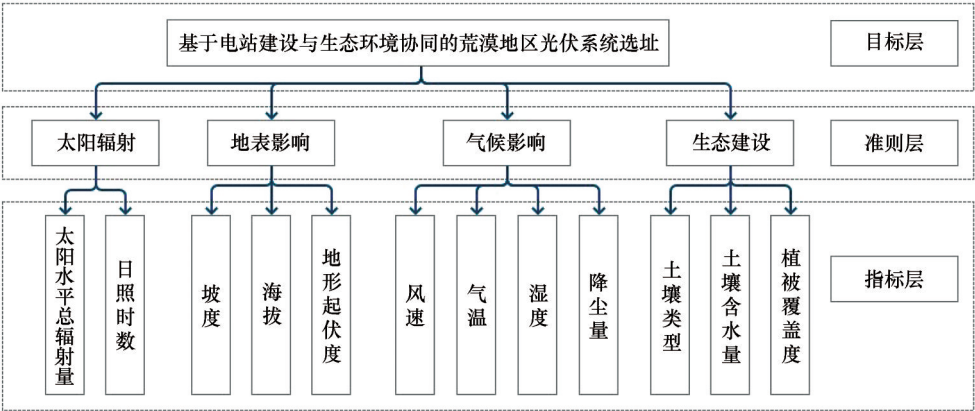 基于电站建设与生态环境协同的荒漠地区光伏系统选址
目标层
太阳辐射
地表影响
气候影响
生态建设
准则层
太阳水平总辐射量
日照时数
坡度
海拔
地形起伏度
风速
气温
湿度
降尘量
土壤类型
土壤含水量
植被覆盖度
指标层